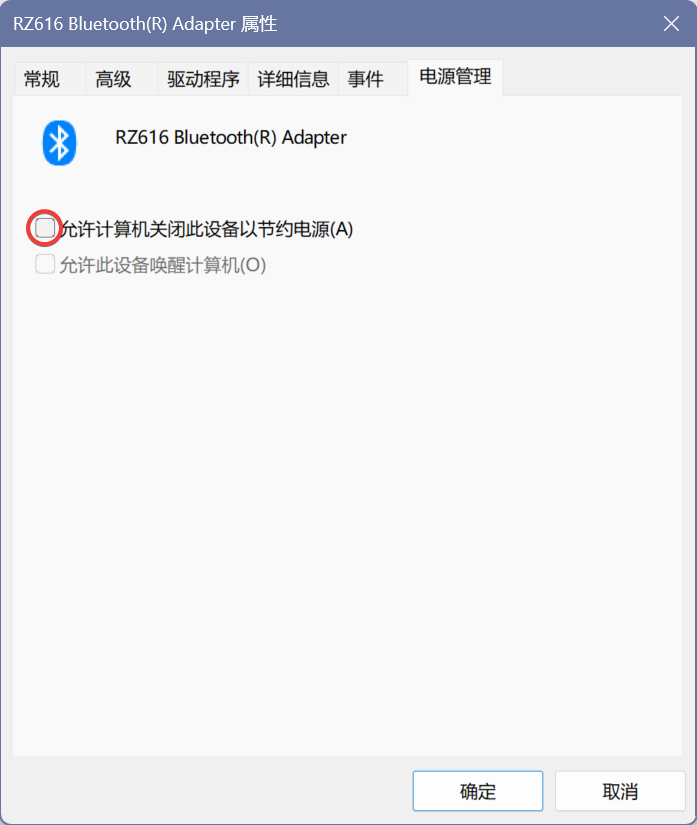 RZ616 Bluetooth(R) Adapter 属性
常规 高级 驱动程序 详细信息 事件 电源管理
RZ616 Bluetooth(R) Adapter
允许计算机关闭此设备以节约电源(A)
允许此设备唤醒计算机(O)
确定 取消